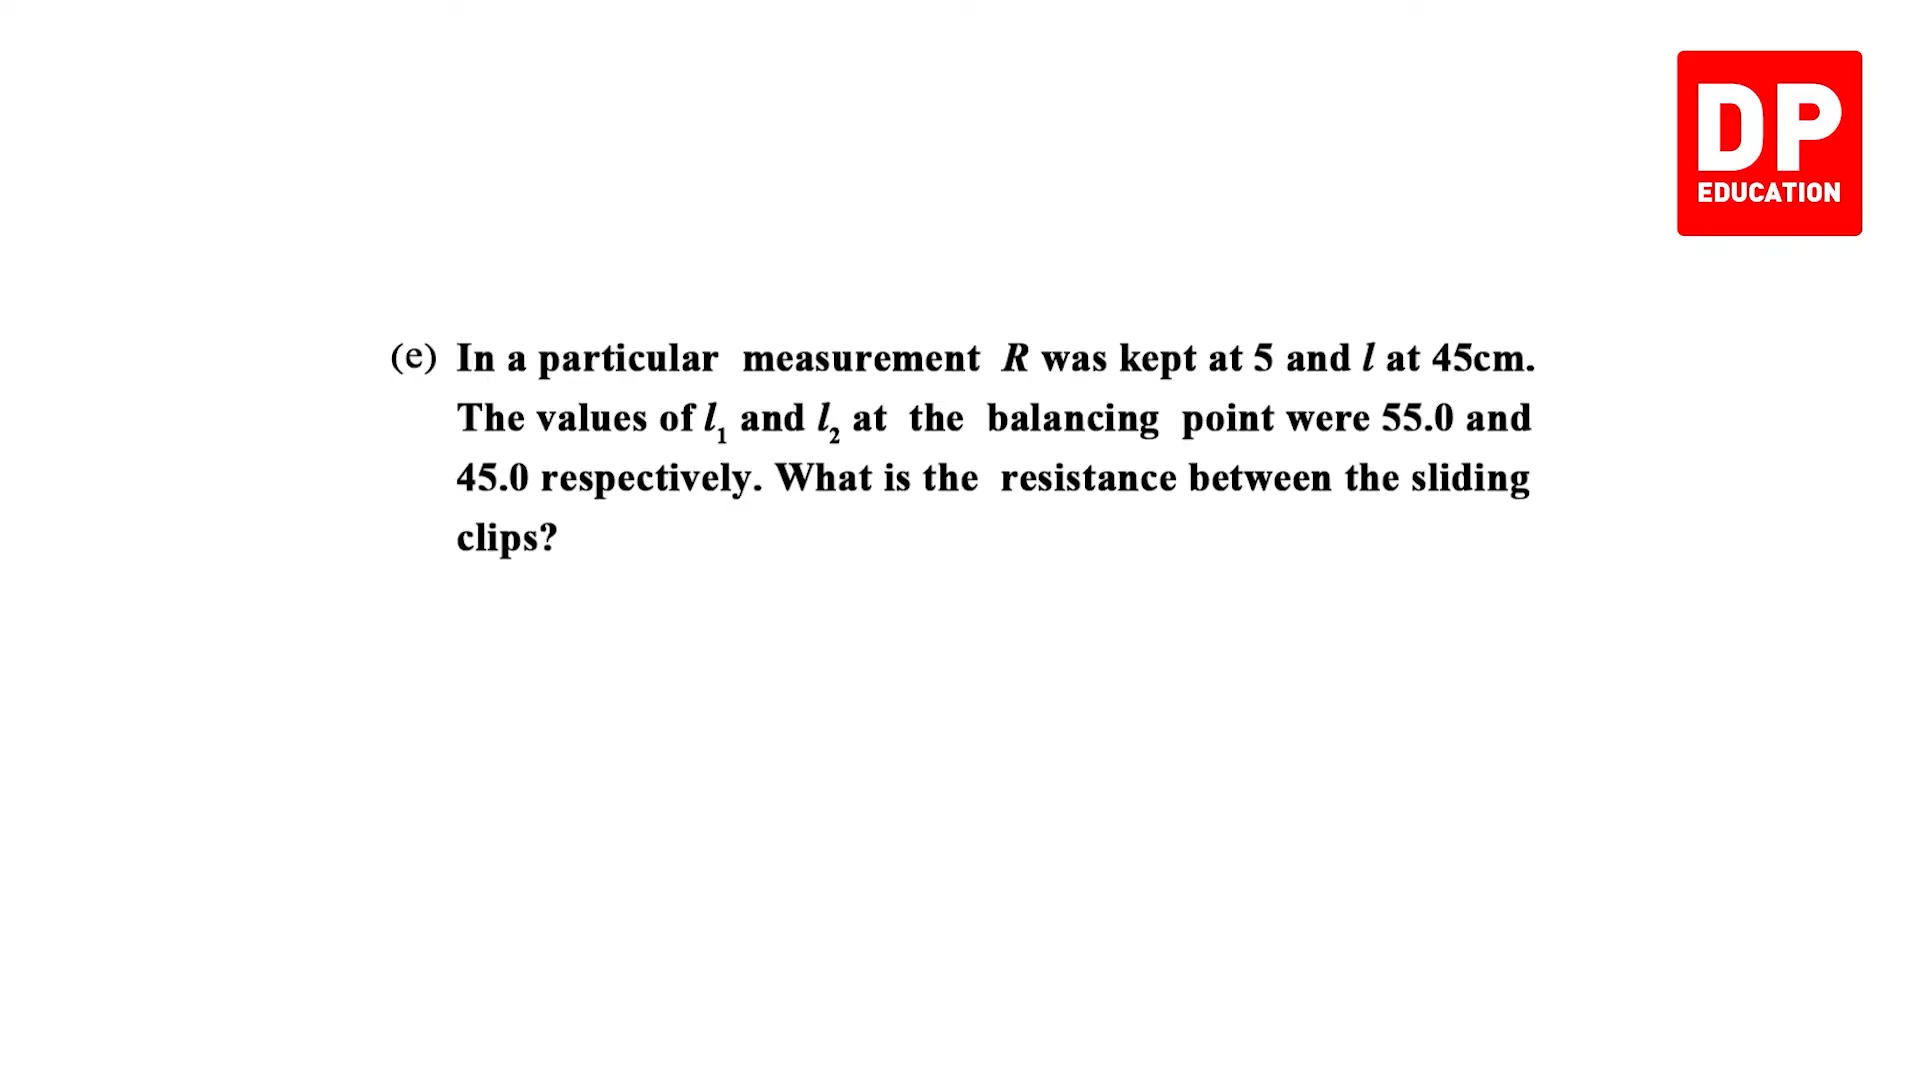 DP
EDUCATION
(e) In a particular measurement R was kept at 5 and l at 45cm.
The values of l₁ and l₂ at the balancing point were 55.0 and
45.0 respectively. What is the resistance between the sliding
clips?